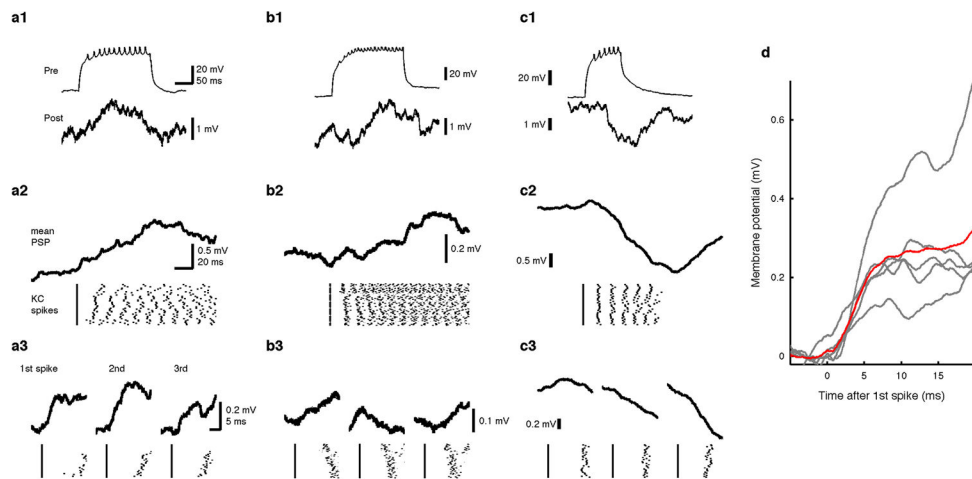 a1
Pre
20 mV
50 ms
Post
1 mV
b1
20 mV
1 mV
c1
20 mV
1 mV
a2
mean
PSP
0.5 mV
20 ms
KC
spikes
b2
0.2 mV
c2
0.5 mV
a3
1st spike
2nd
3rd
0.2 mV
5 ms
b3
0.1 mV
c3
0.2 mV
d
Membrane potential (mV)
0.6
0.4
0.2
0
0
5
10
15
Time after 1st spike (ms)